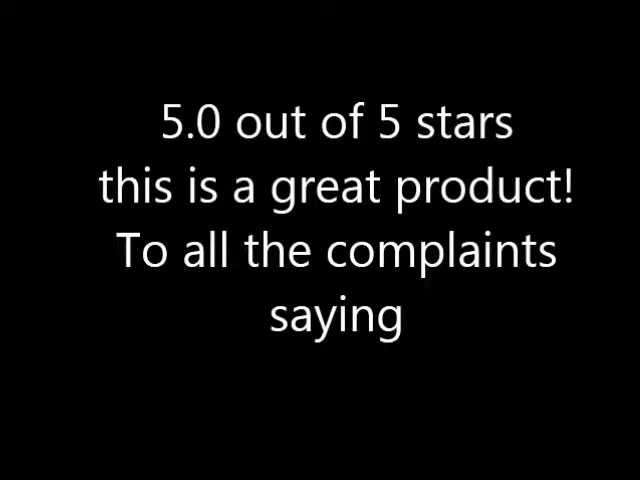 5.0 out of 5 stars
this is a great product!
To all the complaints
saying